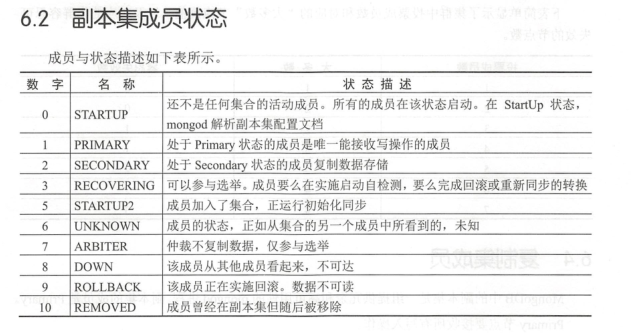 6.2 副本集成员状态
成员与状态描述如下表所示。
数 字 名 称 状 态 描 述
0 STARTUP 还不是任何集合的活动成员。所有的成员在该状态启动。在 StartUp 状态，
mongod 解析副本集配置文档
1 PRIMARY 处于 Primary 状态的成员是唯一能接收写操作的成员
2 SECONDARY 处于 Secondary 状态的成员复制数据存储
3 RECOVERING 可以参与选举。成员要么在实施启动自检测，要么完成回滚或重新同步的转换
5 STARTUP2 成员加入了集合，正运行初始化同步
6 UNKNOWN 成员的状态，正如从集合的另一个成员中所看到的，未知
7 ARBITER 仲裁不复制数据，仅参与选举
8 DOWN 该成员从其他成员看起来，不可达
9 ROLLBACK 该成员正在实施回滚。数据不可读
10 REMOVED 成员曾经在副本集但随后被移除